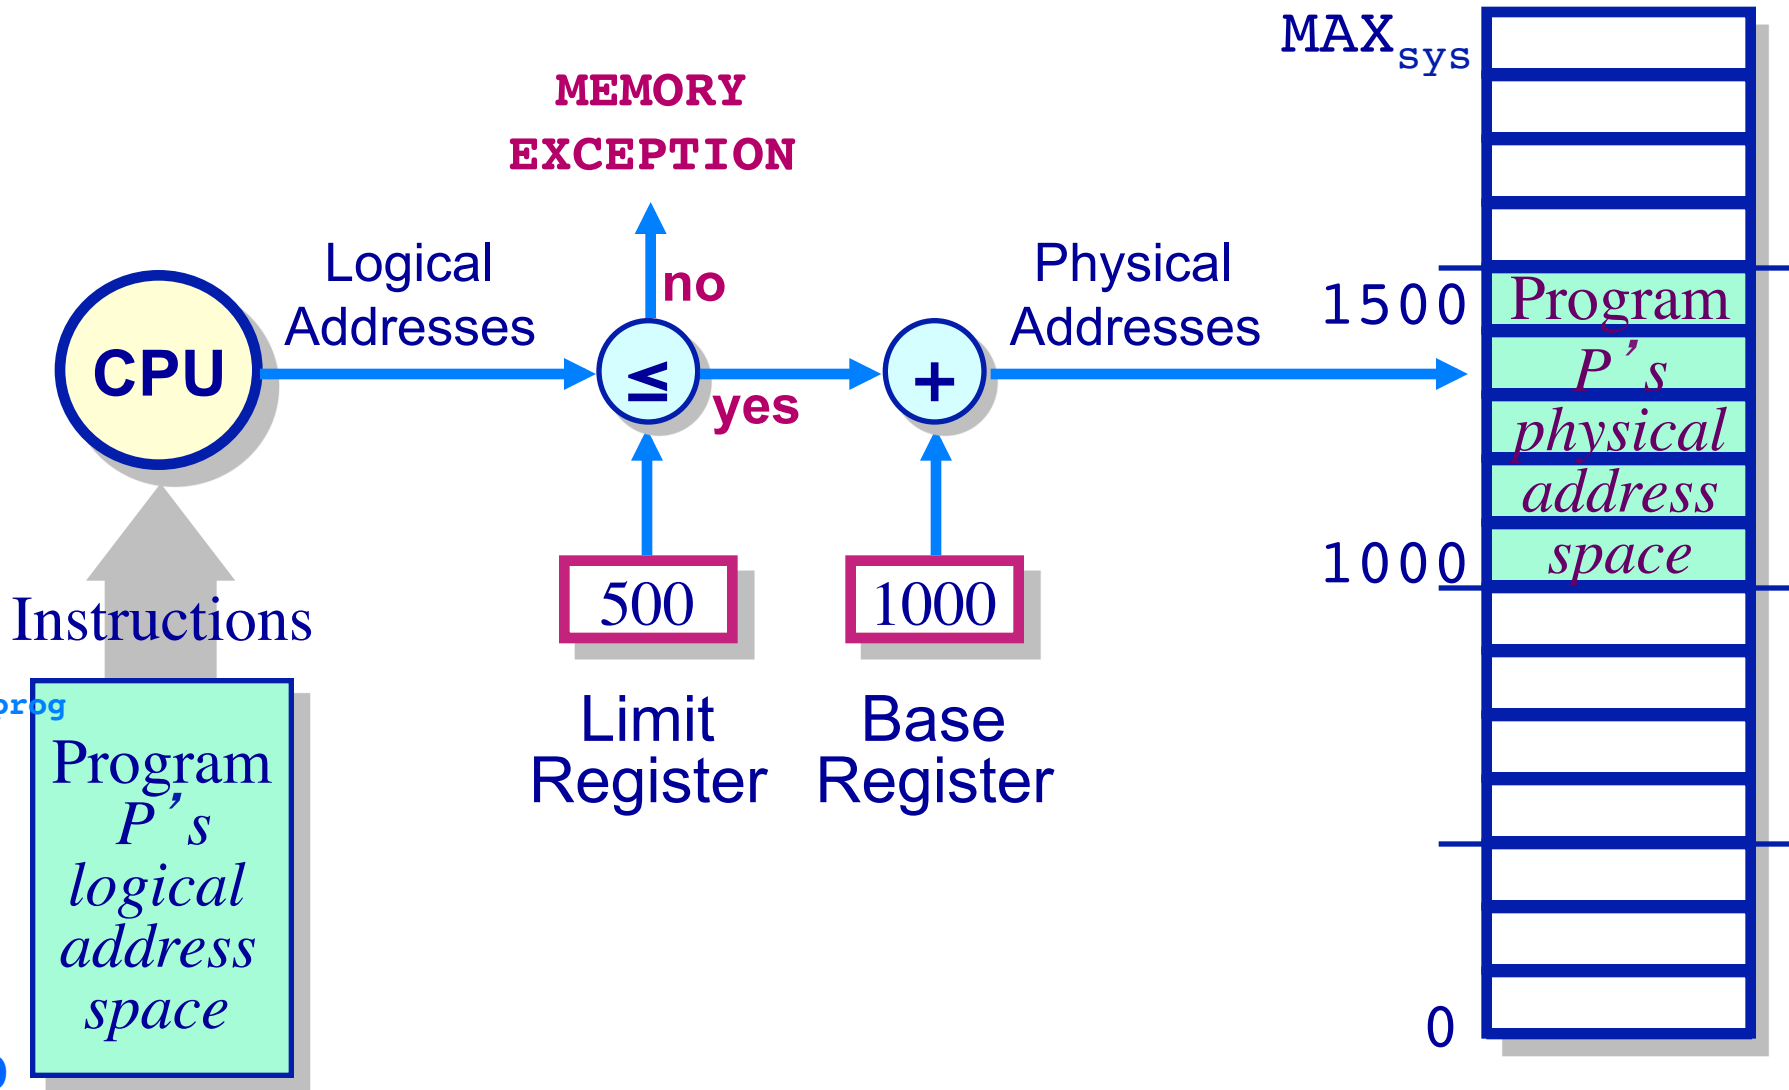 MAXsys
MEMORY
EXCEPTION
Logical
Addresses
no
Physical
Addresses
CPU
≤
yes
+
1500
Program
P's
physical
address
space
1000
500
1000
Instructions
Limit
Register
Base
Register
prog
Program
P's
logical
address
space
0